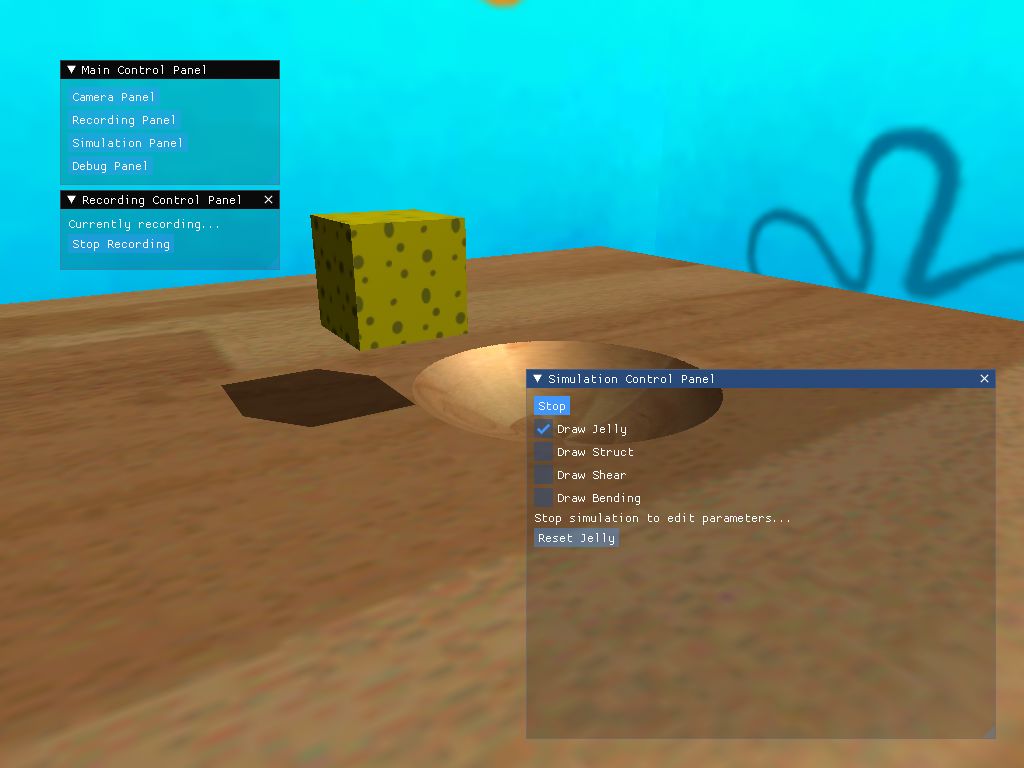 Main Control Panel
Camera Panel
Recording Panel
Simulation Panel
Debug Panel
Recording Control Panel
Currently recording...
Stop Recording
Simulation Control Panel
Stop
Draw Jelly
Draw Struct
Draw Shear
Draw Bending
Stop simulation to edit parameters...
Reset Jelly